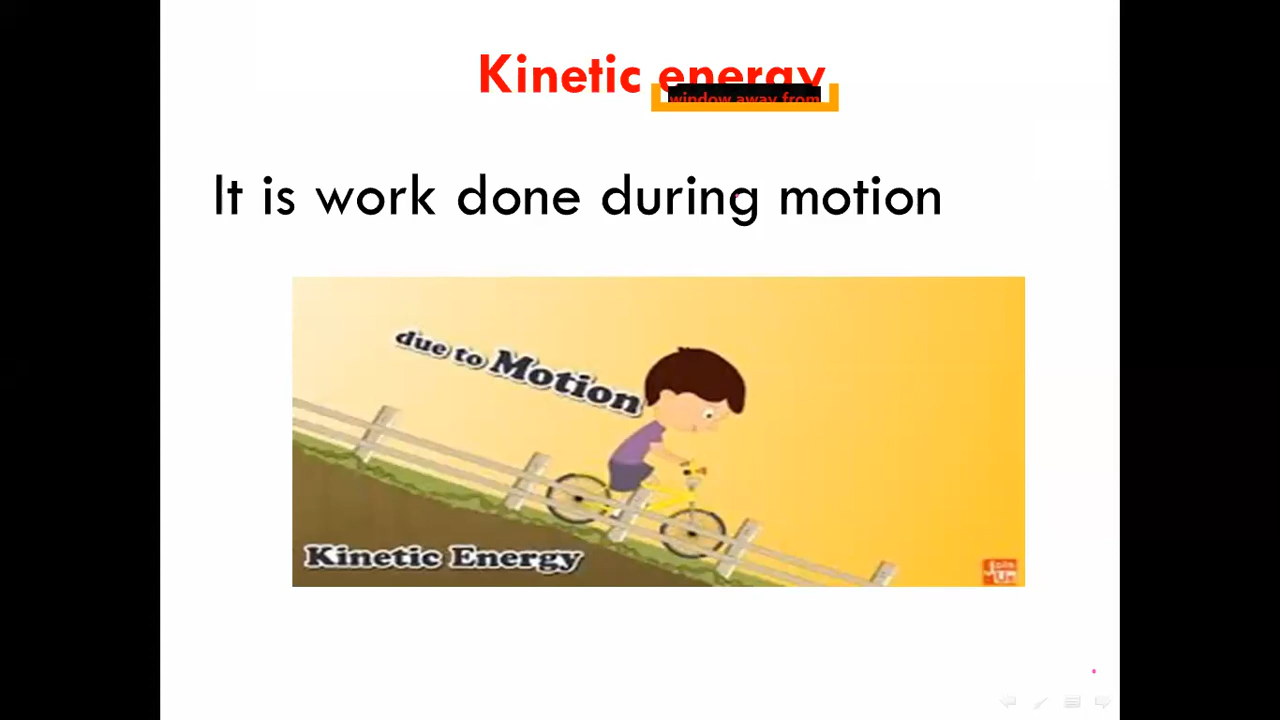 Kinetic energy
window away from
It is work done during motion
due to Motion
Kinetic Energy